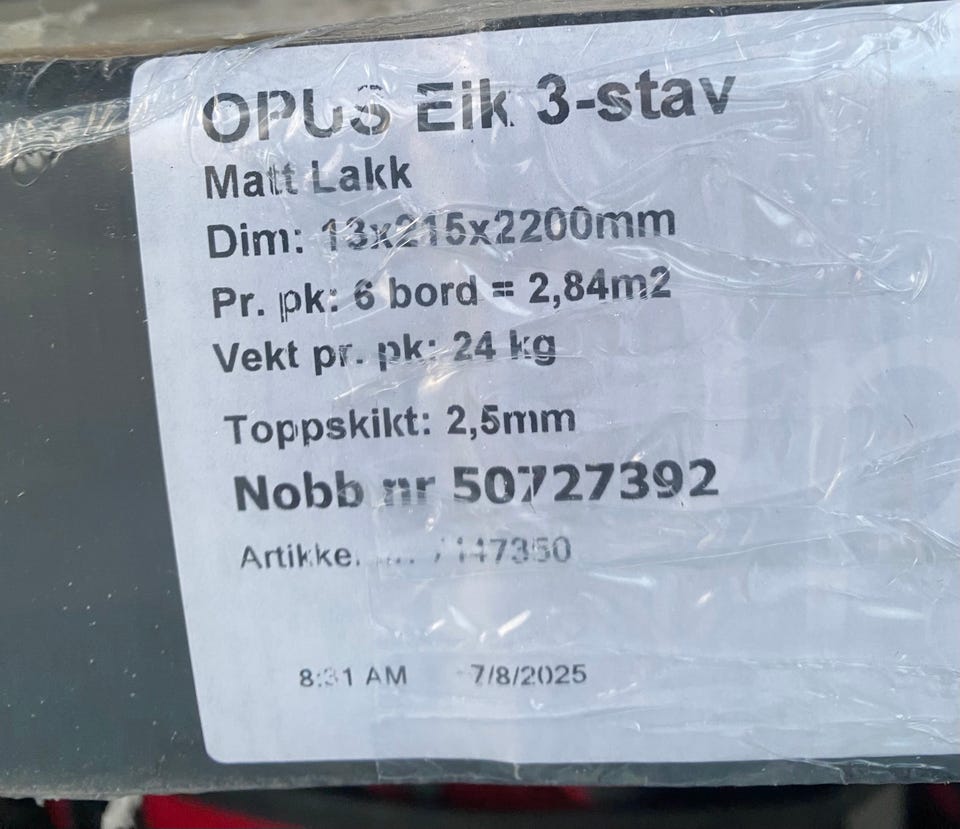 OPUS Eik 3-stav
Matt Lakk
Dim: 13x215x2200mm
Pr. pk: 6 bord = 2,84m2
Vekt pr. pk: 24 kg
Toppskikt: 2,5mm
Nobb nr 50727392
8:31 AM 7/8/2025